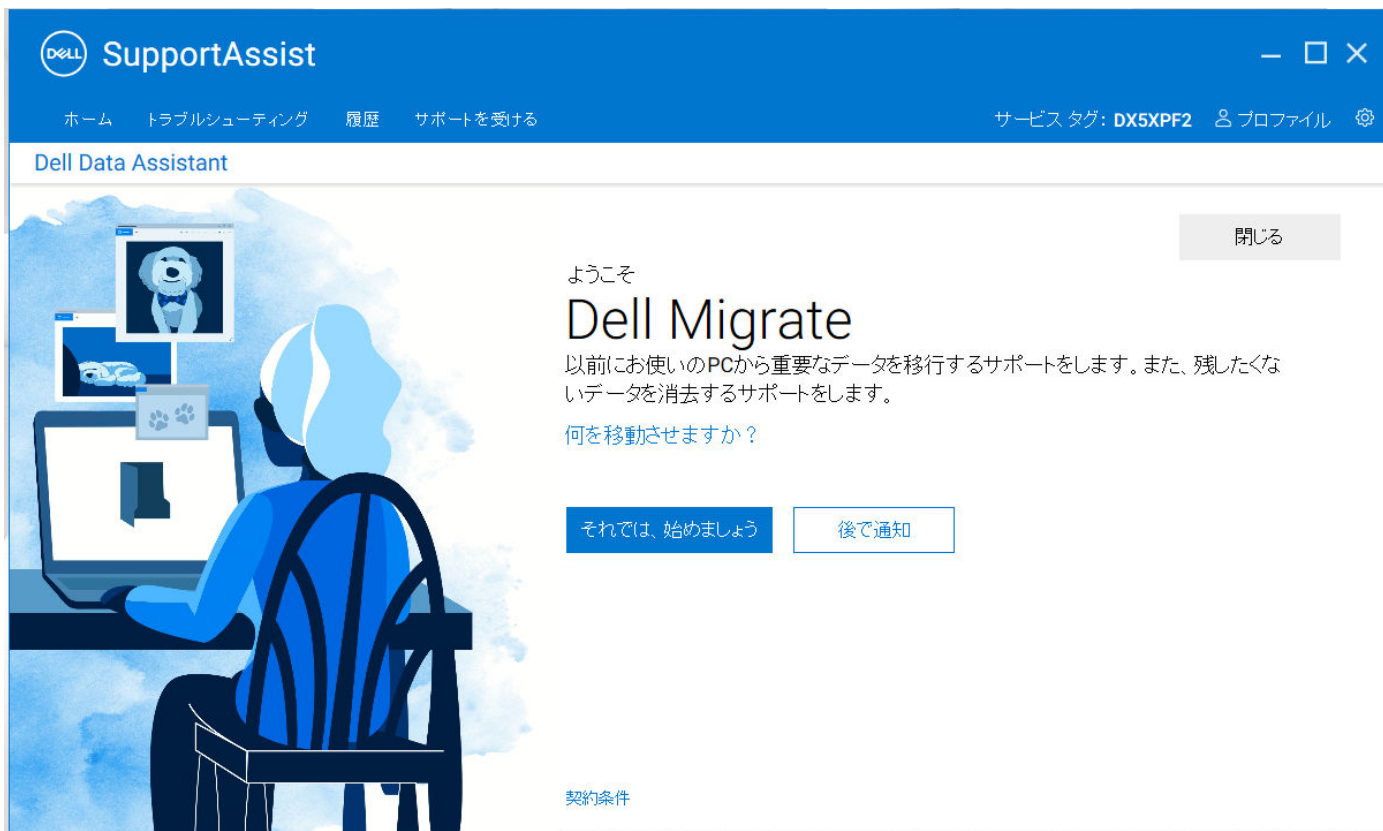 DELL SupportAssist
ホーム トラブルシューティング 履歴 サポートを受ける サービス タグ: DX5XPF2 プロファイル
Dell Data Assistant
閉じる
ようこそ
Dell Migrate
以前にお使いのPCから重要なデータを移行するサポートをします。また、残したくな
いデータを消去するサポートをします。
何を移動させますか？
それでは、始めましょう 後で通知
契約条件